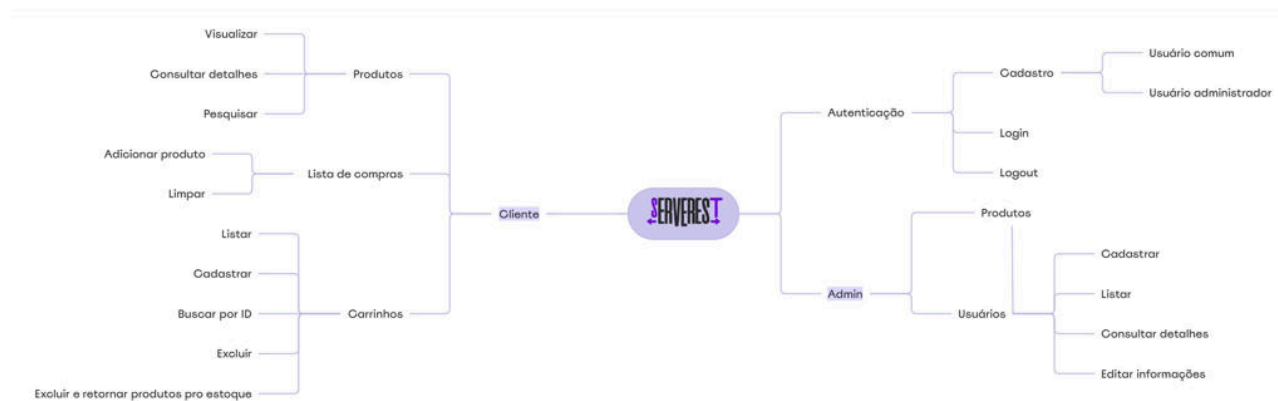 Visualizar
Consultar detalhes
Pesquisar
Produtos
Adicionar produto
Limpar
Lista de compras
Listar
Cadastrar
Buscar por ID
Excluir
Excluir e retornar produtos pro estoque
Carrinhos
Cliente
SERVEREST
Autenticação
Cadastro
Usuário comum
Usuário administrador
Login
Logout
Admin
Produtos
Usuários
Cadastrar
Listar
Consultar detalhes
Editar informações